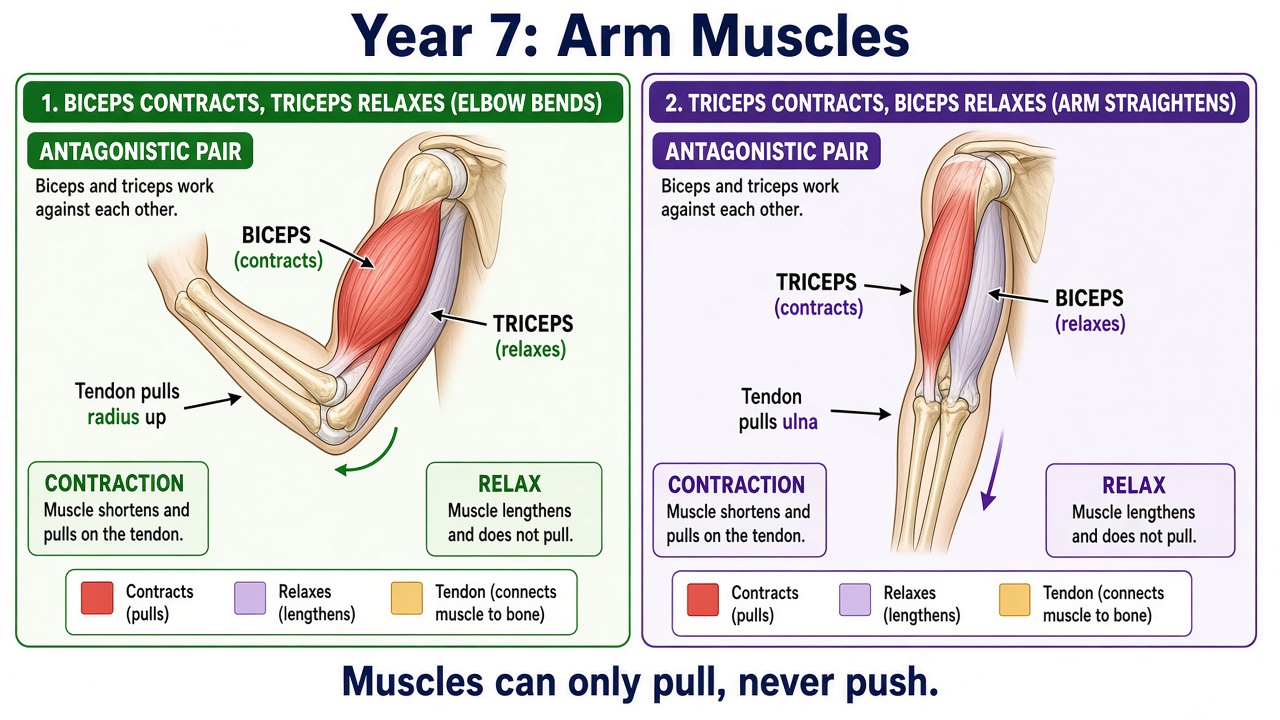 Year 7: Arm Muscles
1. BICEPS CONTRACTS, TRICEPS RELAXES (ELBOW BENDS)
ANTAGONISTIC PAIR
Biceps and triceps work
against each other.
BICEPS
(contracts)
TRICEPS
(relaxes)
Tendon pulls
radius up
CONTRACTION
Muscle shortens and
pulls on the tendon.
RELAX
Muscle lengthens
and does not pull.
Contracts
(pulls)
Relaxes
(lengthens)
Tendon (connects
muscle to bone)
2. TRICEPS CONTRACTS, BICEPS RELAXES (ARM STRAIGHTENS)
ANTAGONISTIC PAIR
Biceps and triceps work
against each other.
TRICEPS
(contracts)
BICEPS
(relaxes)
Tendon
pulls ulna
CONTRACTION
Muscle shortens and
pulls on the tendon.
RELAX
Muscle lengthens
and does not pull.
Contracts
(pulls)
Relaxes
(lengthens)
Tendon (connects
muscle to bone)
Muscles can only pull, never push.